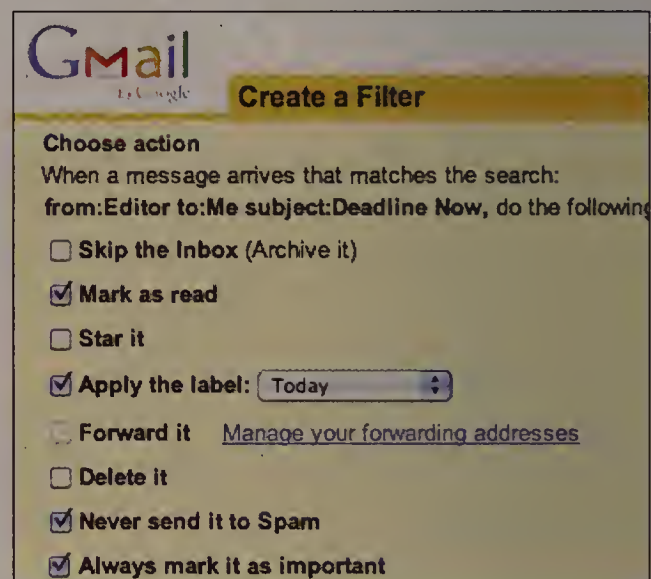 Gmail
by Google
Create a Filter
Choose action
When a message arrives that matches the search:
from:Editor to:Me subject:Deadline Now, do the following
Skip the Inbox (Archive it)
Mark as read
Star it
Apply the label: Today
Forward it Manage your forwarding addresses
Delete it
Never send it to Spam
Always mark it as important